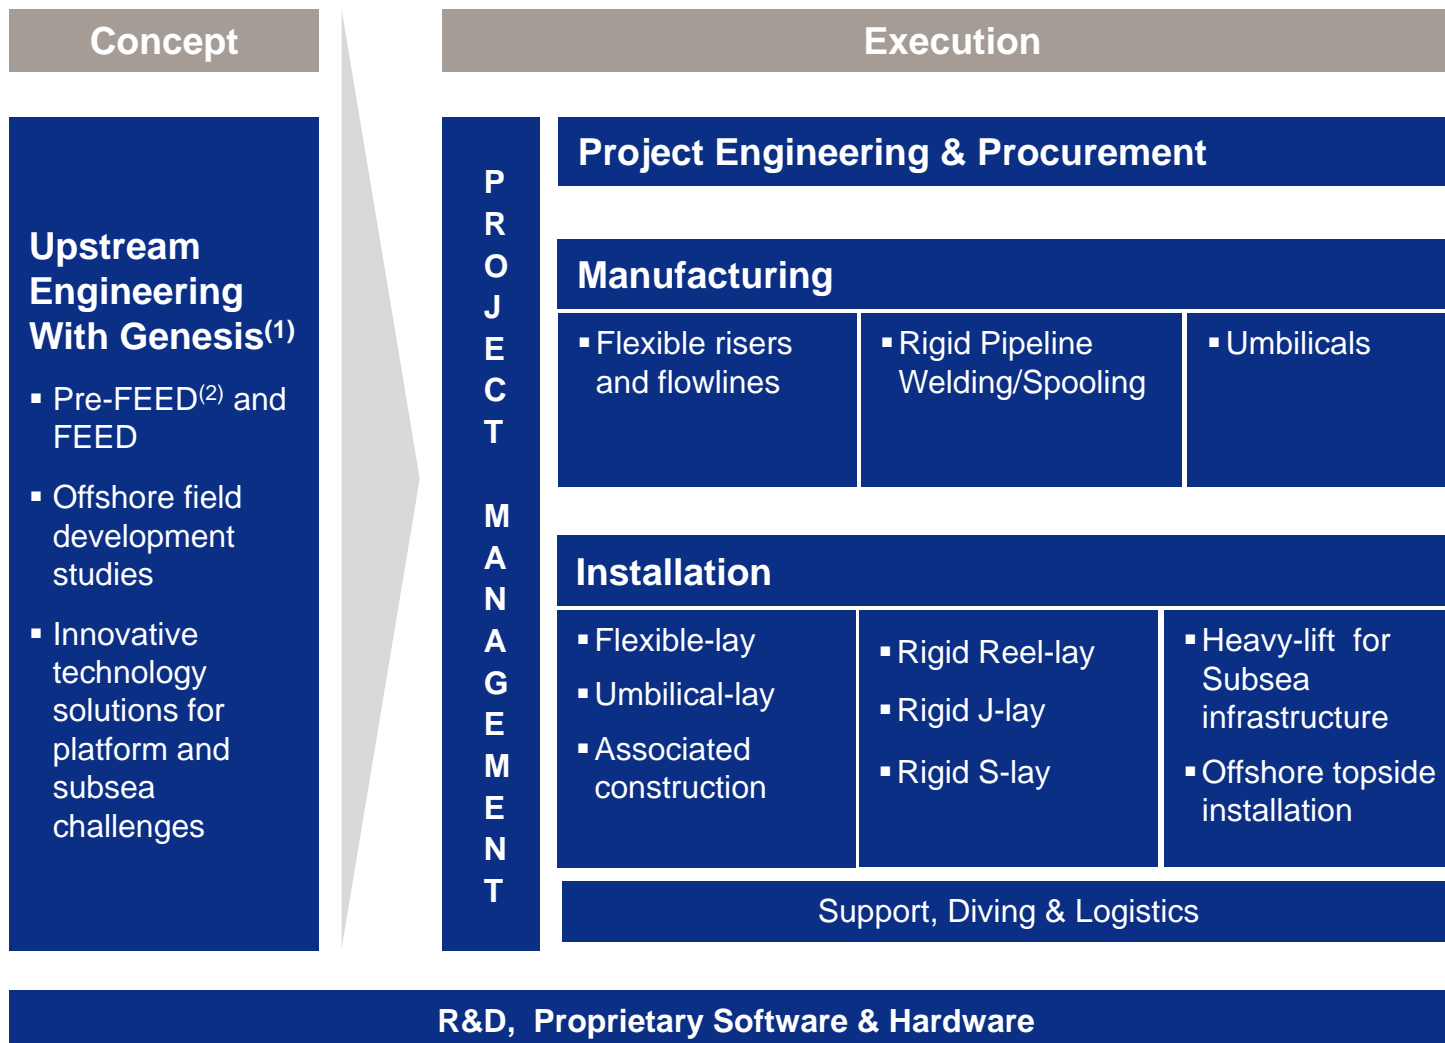 Concept
Execution
Upstream
Engineering
With Genesis(1)
▪ Pre-FEED(2) and
FEED
▪ Offshore field
development
studies
▪ Innovative
technology
solutions for
platform and
subsea
challenges
P
R
O
J
E
C
T
M
A
N
A
G
E
M
E
N
T
Project Engineering & Procurement
Manufacturing
▪ Flexible risers
and flowlines
▪ Rigid Pipeline
Welding/Spooling
▪ Umbilicals
Installation
▪ Flexible-lay
▪ Umbilical-lay
▪ Associated
construction
▪ Rigid Reel-lay
▪ Rigid J-lay
▪ Rigid S-lay
▪ Heavy-lift for
Subsea
infrastructure
▪ Offshore topside
installation
Support, Diving & Logistics
R&D, Proprietary Software & Hardware